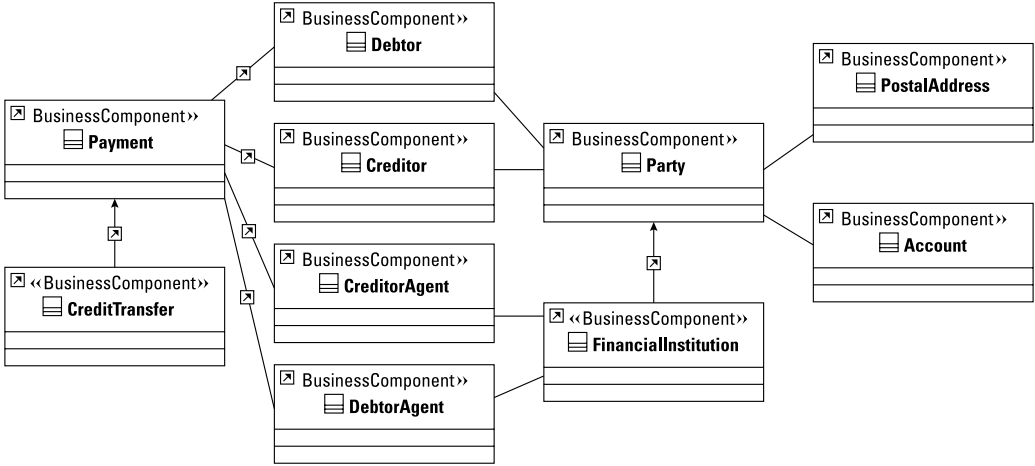 BusinessComponent››
Debtor
BusinessComponent››
PostalAddress
BusinessComponent››
Payment
BusinessComponent››
Creditor
BusinessComponent››
Party
BusinessComponent››
Account
BusinessComponent››
CreditorAgent
‹‹BusinessComponent››
CreditTransfer
‹‹BusinessComponent››
FinancialInstitution
BusinessComponent››
DebtorAgent